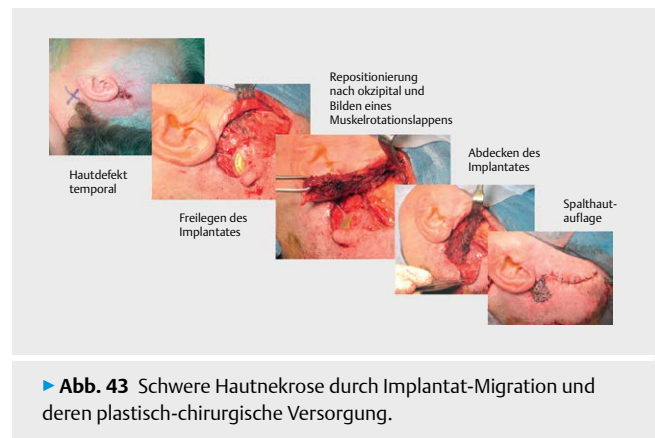 Hautdefekt
temporal
Freilegen des
Implantates
Repositionierung
nach okzipital und
Bilden eines
Muskelrotationslappens
Abdecken des
Implantates
Spalthaut-
auflage
► Abb. 43 Schwere Hautnekrose durch Implantat-Migration und
deren plastisch-chirurgische Versorgung.